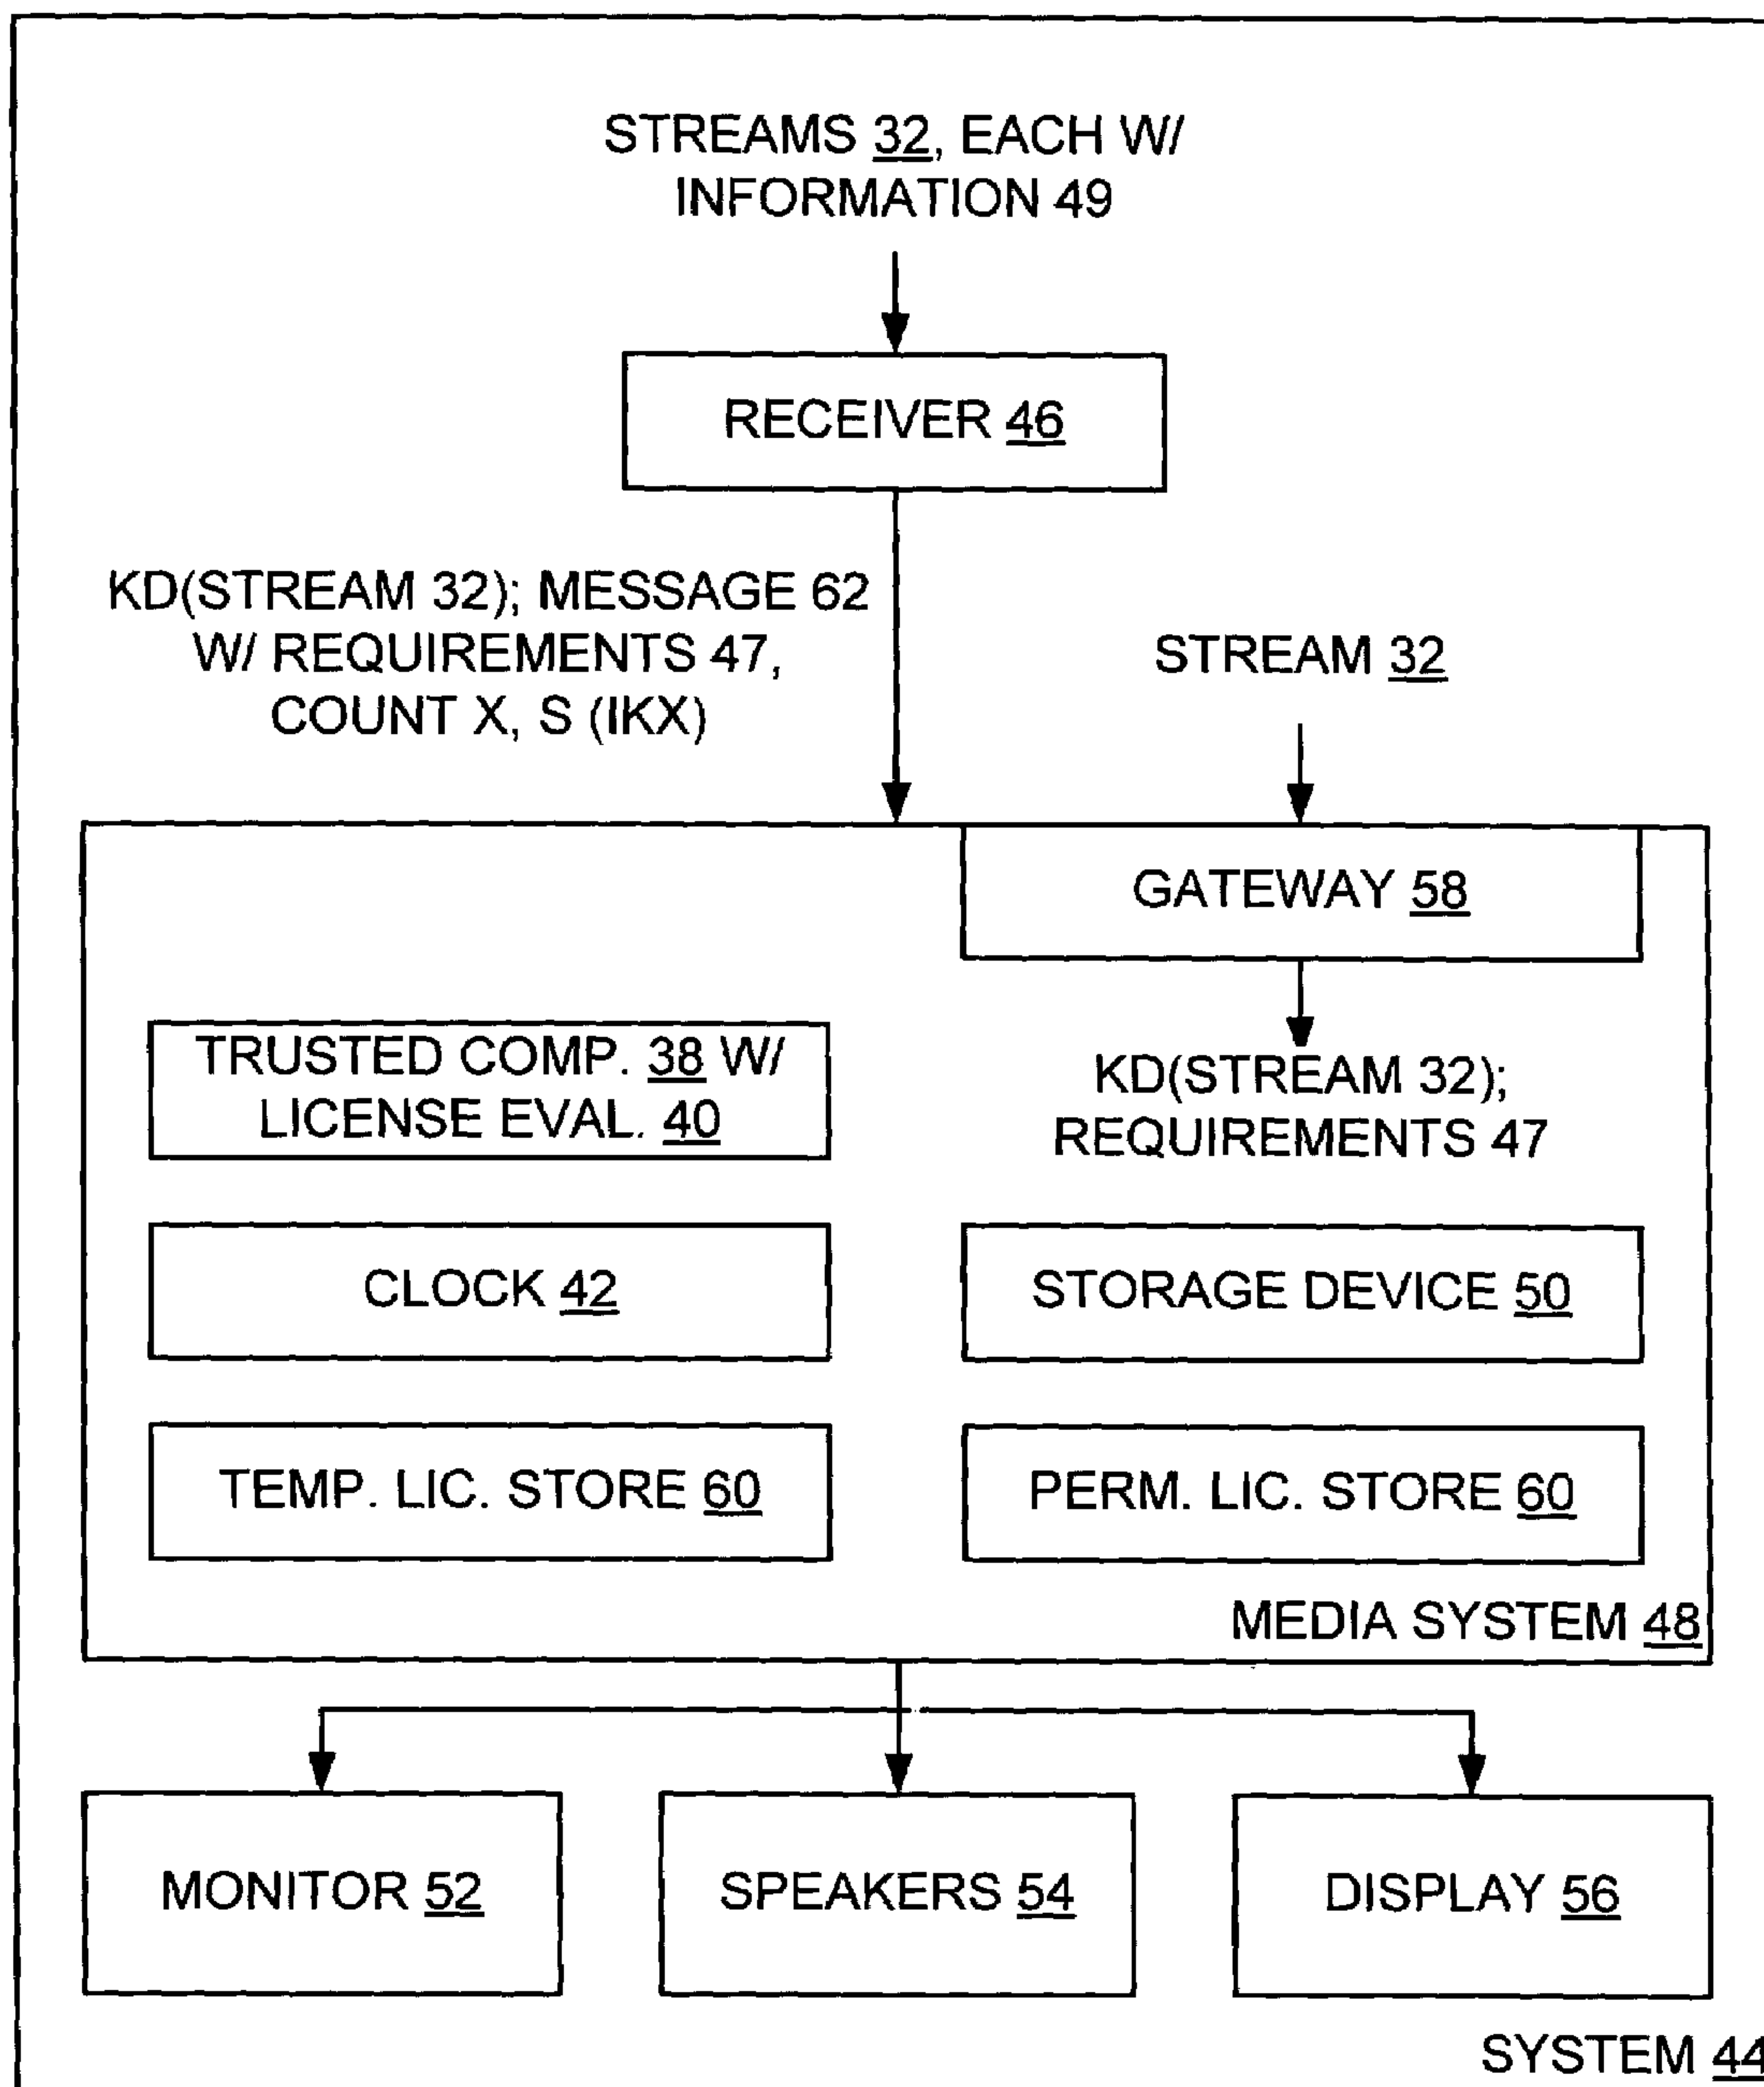 STREAMS 32, EACH W/
INFORMATION 49
RECEIVER 46
KD(STREAM 32); MESSAGE 62
W/ REQUIREMENTS 47,
COUNT X, S (IKX)
STREAM 32
GATEWAY 58
TRUSTED COMP. 38 W/
LICENSE EVAL. 40
KD(STREAM 32);
REQUIREMENTS 47
CLOCK 42
STORAGE DEVICE 50
TEMP. LIC. STORE 60
PERM. LIC. STORE 60
MEDIA SYSTEM 48
MONITOR 52
SPEAKERS 54
DISPLAY 56
SYSTEM 44